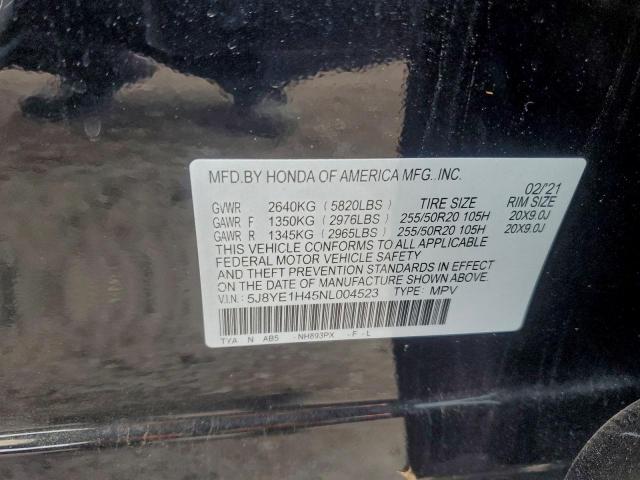 MFD.BY HONDA OF AMERICA MFG.,INC. 02/21
GVWR 2640KG (5820LBS) TIRE SIZE RIM SIZE
GAWR F 1350KG (2976LBS) 255/50R20 105H 20X9.0J
GAWR R 1345KG (2965LBS) 255/50R20 105H 20X9.0J
THIS VEHICLE CONFORMS TO ALL APPLICABLE
FEDERAL MOTOR VEHICLE SAFETY
AND THEFT PREVENTION STANDARDS IN EFFECT
ON THE DATE OF MANUFACTURE SHOWN ABOVE.
V.I.N.: 5J8YE1H45NL004523 TYPE: MPV
TYA N AB5 -NH893PX -F-L